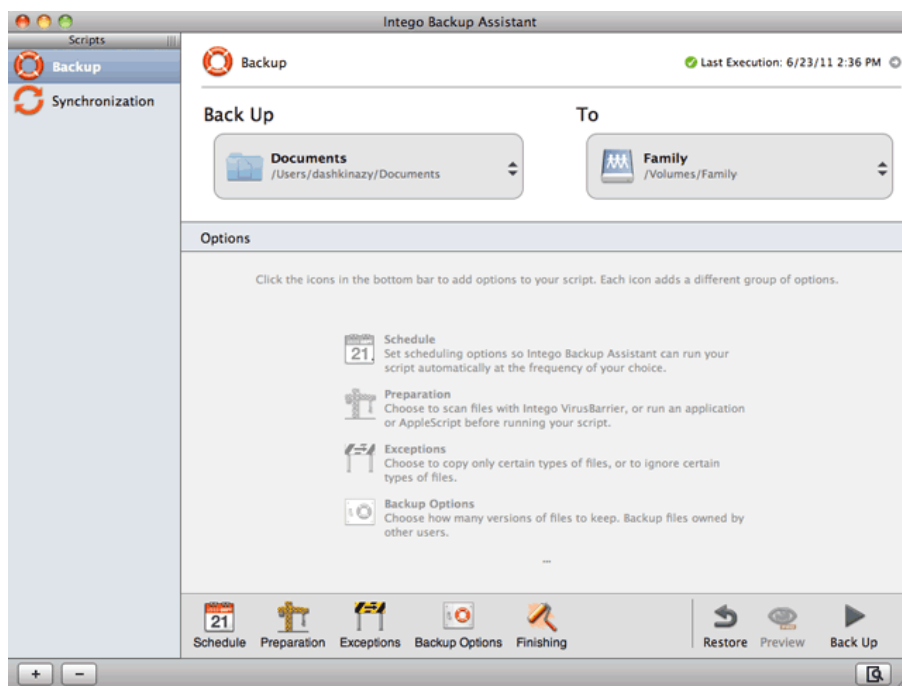 Intego Backup Assistant
Scripts
Backup
Synchronization
Backup
Last Execution: 6/23/11 2:36 PM
Back Up
To
Documents
/Users/dashkinazy/Documents
Family
/Volumes/Family
Options
Click the icons in the bottom bar to add options to your script. Each icon adds a different group of options.
21
Schedule
Set scheduling options so Intego Backup Assistant can run your
script automatically at the frequency of your choice.
Preparation
Choose to scan files with Intego VirusBarrier, or run an application
or AppleScript before running your script.
Exceptions
Choose to copy only certain types of files, or to ignore certain
types of files.
Backup Options
Choose how many versions of files to keep. Backup files owned by
other users.
...
21
Schedule
Preparation
Exceptions
Backup Options
Finishing
Restore
Preview
Back Up
+
-